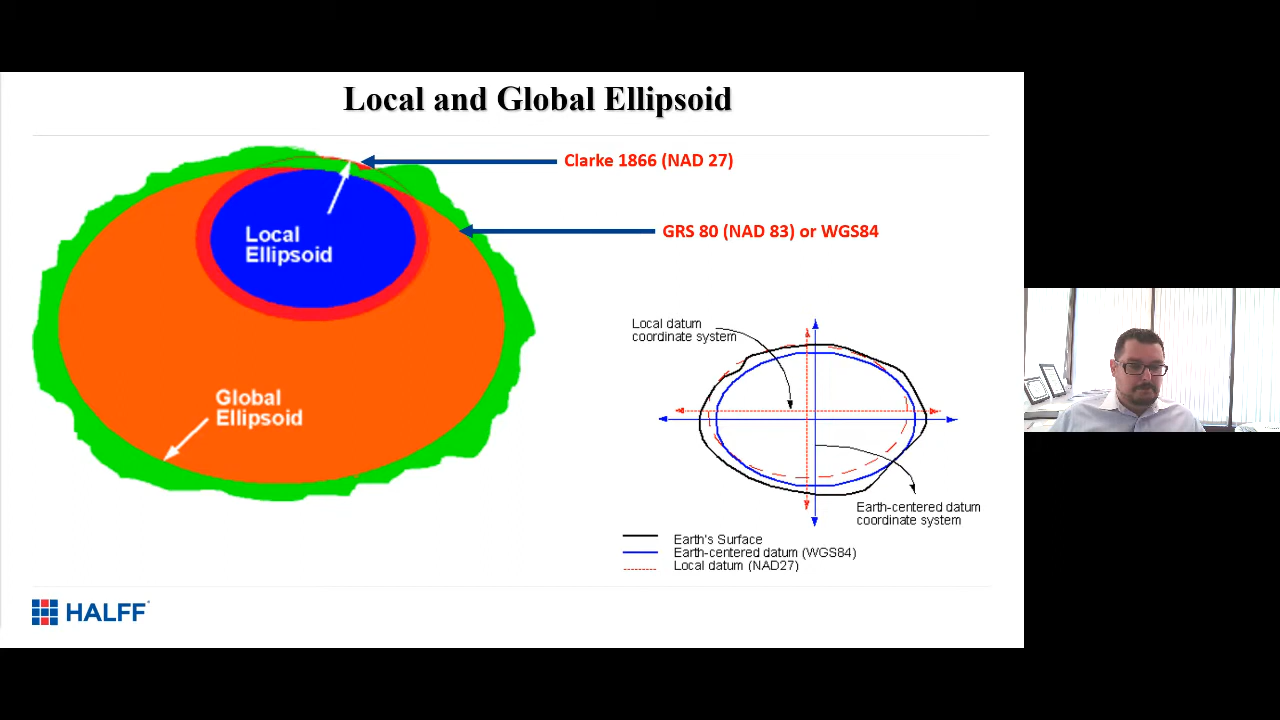 Local and Global Ellipsoid
Clarke 1866 (NAD 27)
Local
Ellipsoid
GRS 80 (NAD 83) or WGS84
Local datum
coordinate system
Global
Ellipsoid
Earth-centered datum
coordinate system
Earth's Surface
Earth-centered datum (WGS84)
Local datum (NAD27)
HALFF